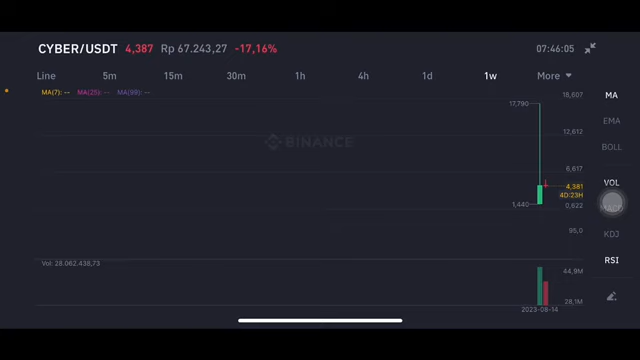 CYBER/USDT 4,387 Rp 67.243,27 -17,16% 07:46:05
Line 5m 15m 30m 1h 4h 1d 1w More
MA(7): -- MA(25): -- MA(99): --
18,607
MA
17,790
EMA
12,612
BINANCE
BOLL
6,617
VOL
4,381
4D:23H
1,440
0,622
MACD
95,0
KDJ
Vol: 28.062.438,73
RSI
44,9M
28,1M
2023-08-14